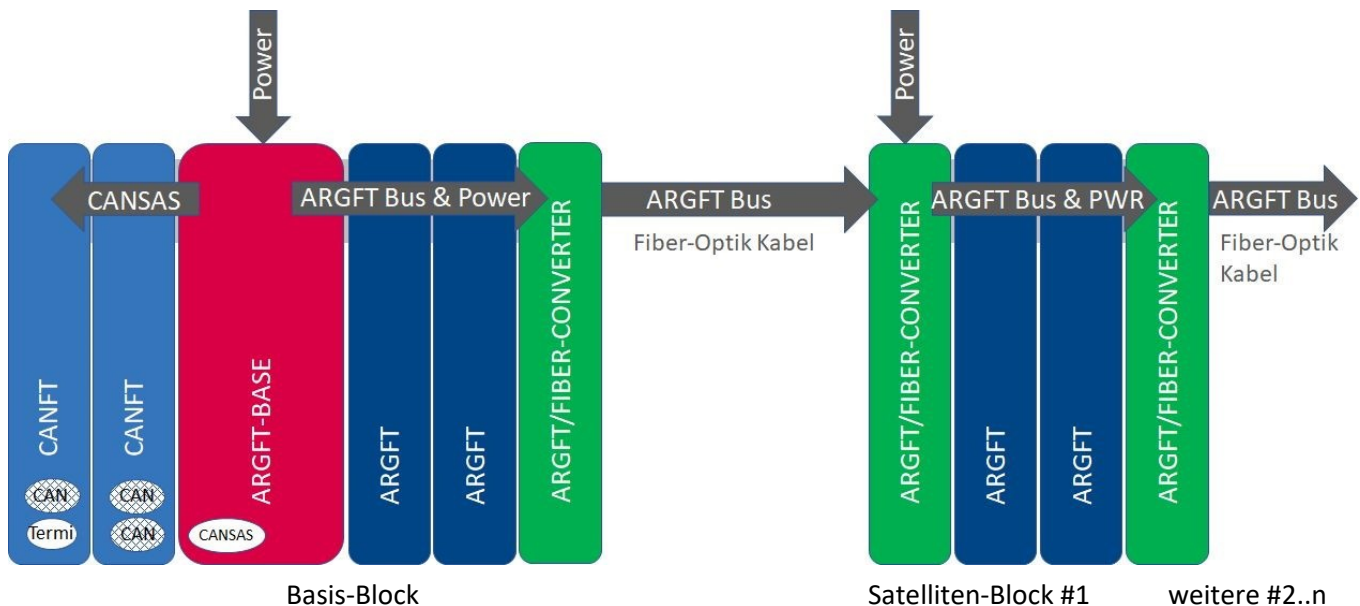 Power
Power
CANSAS
ARGFT Bus & Power
ARGFT Bus
ARGFT Bus & PWR
ARGFT Bus
Fiber-Optik Kabel
Fiber-Optik
Kabel
CANFT
CANFT
ARGFT-BASE
ARGFT
ARGFT
ARGFT/FIBER-CONVERTER
ARGFT/FIBER-CONVERTER
ARGFT
ARGFT
ARGFT/FIBER-CONVERTER
CAN
CAN
Termi
CAN
CANSAS
Basis-Block
Satelliten-Block #1
weitere #2..n